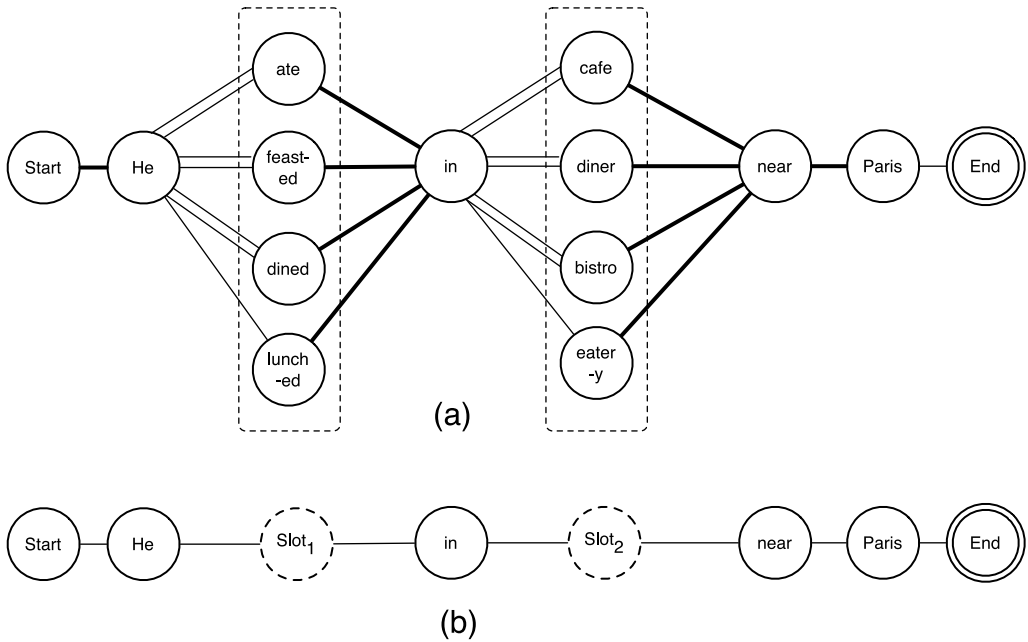 ate
cafe
Start
He
feast-
ed
in
diner
near
Paris
End
dined
bistro
lunch
-ed
eater
-y
(a)
Start
He
Slot1
in
Slot2
near
Paris
End
(b)